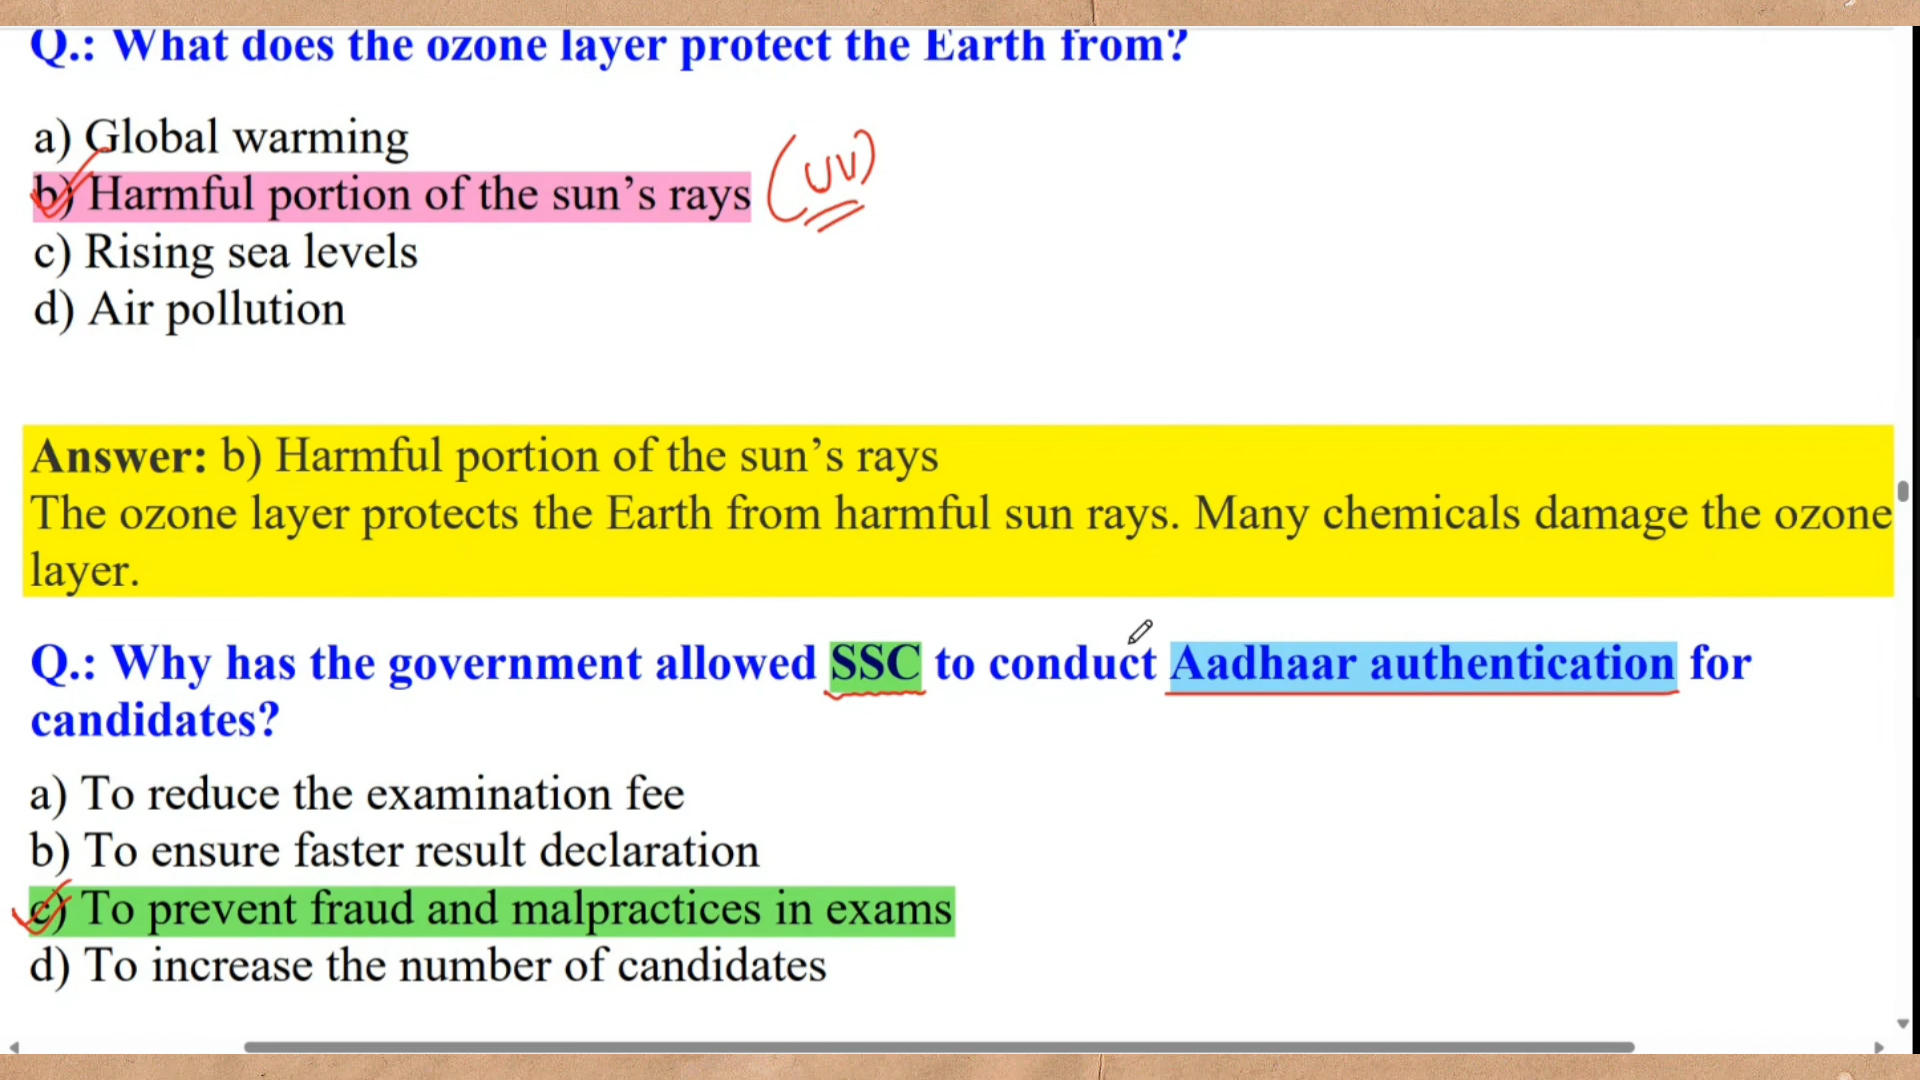 Q.: What does the ozone layer protect the Earth from?
a) Global warming
b) Harmful portion of the sun’s rays (UV)
c) Rising sea levels
d) Air pollution
Answer: b) Harmful portion of the sun’s rays
The ozone layer protects the Earth from harmful sun rays. Many chemicals damage the ozone
layer.
Q.: Why has the government allowed SSC to conduct Aadhaar authentication for
candidates?
a) To reduce the examination fee
b) To ensure faster result declaration
c) To prevent fraud and malpractices in exams
d) To increase the number of candidates